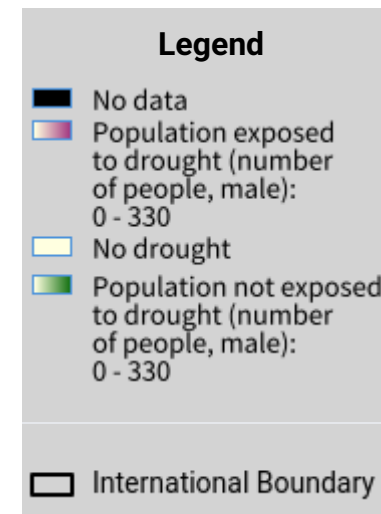 Legend
No data
Population exposed
to drought (number
of people, male):
0 - 330
No drought
Population not exposed
to drought (number
of people, male):
0 - 330
International Boundary